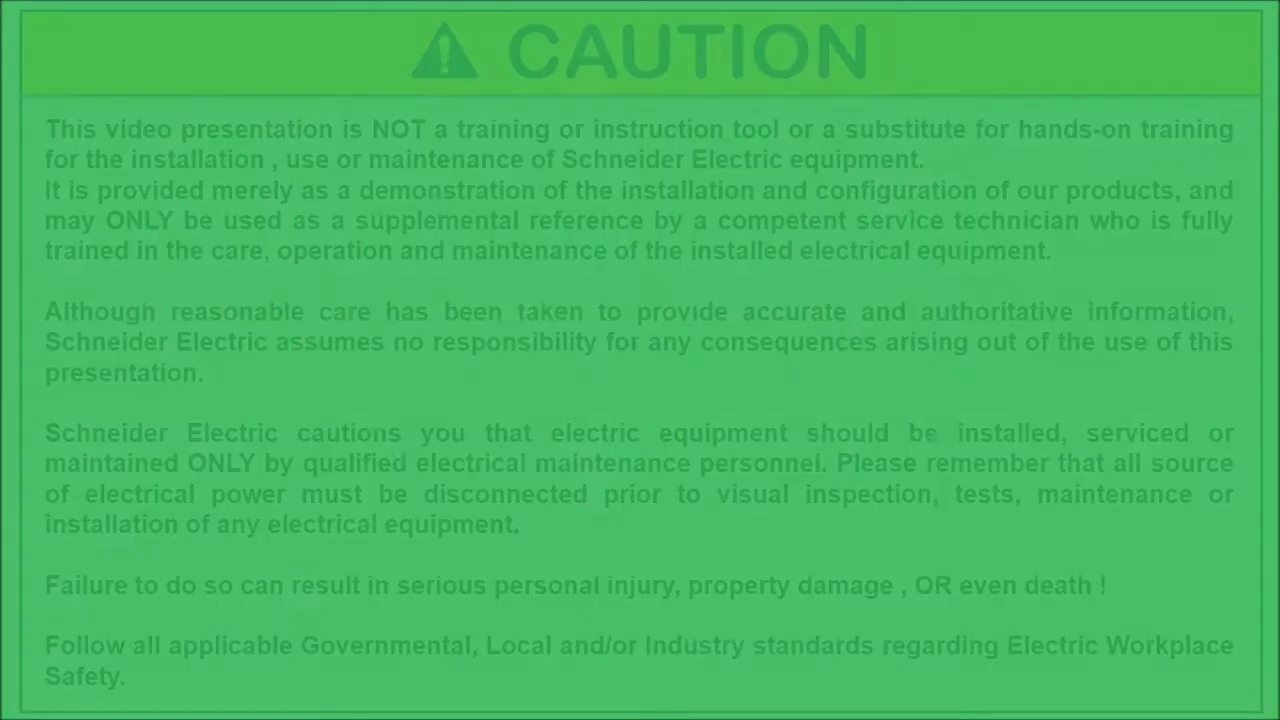 CAUTION
This video presentation is NOT a training or instruction tool or a substitute for hands-on training
for the installation , use or maintenance of Schneider Electric equipment.
It is provided merely as a demonstration of the installation and configuration of our products, and
may ONLY be used as a supplemental reference by a competent service technician who is fully
trained in the care, operation and maintenance of the installed electrical equipment.
Although reasonable care has been taken to provide accurate and authoritative information,
Schneider Electric assumes no responsibility for any consequences arising out of the use of this
presentation.
Schneider Electric cautions you that electric equipment should be installed, serviced or
maintained ONLY by qualified electrical maintenance personnel. Please remember that all source
of electrical power must be disconnected prior to visual inspection, tests, maintenance or
installation of any electrical equipment.
Failure to do so can result in serious personal injury, property damage , OR even death !
Follow all applicable Governmental, Local and/or Industry standards regarding Electric Workplace
Safety.